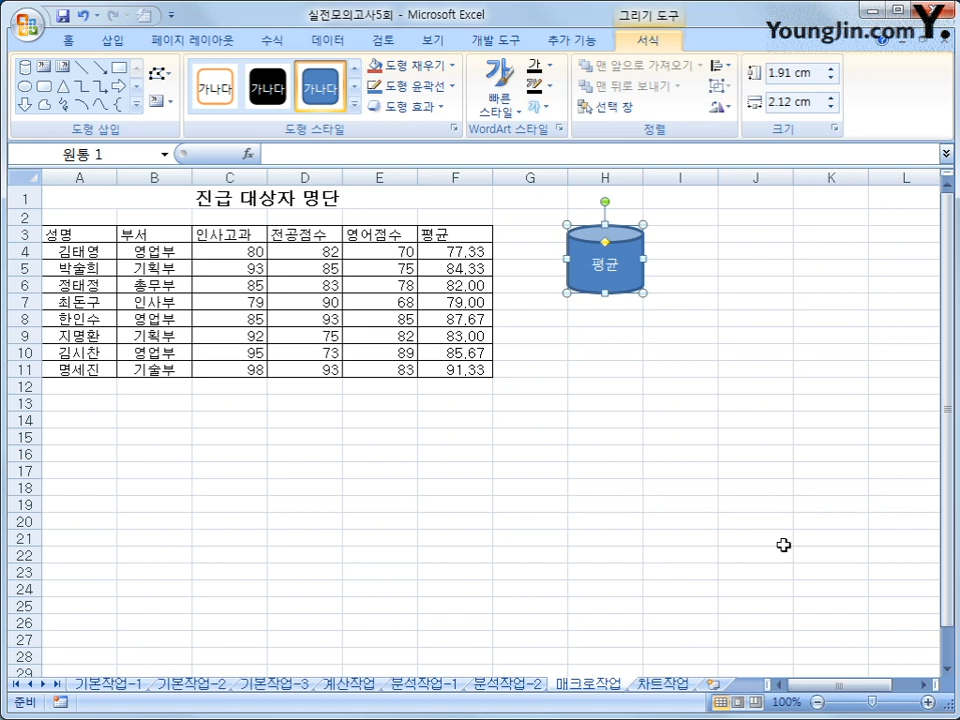 실전모의고사5회 - Microsoft Excel
그리기 도구
YoungJin.com Y.
홈 삽입 페이지 레이아웃 수식 데이터 검토 보기 개발 도구 추가 기능 서식
가나다 가나다 가나다
도형 채우기
도형 윤곽선
도형 효과
빠른
스타일
가
맨 앞으로 가져오기
맨 뒤로 보내기
선택 창
1.91 cm
2.12 cm
도형 삽입 도형 스타일 WordArt 스타일 정렬 크기
원통 1 fx
A B C D E F G H I J K L
1 진급 대상자 명단
2
3 성명 부서 인사고과 전공점수 영어점수 평균
4 김태영 영업부 80 82 70 77.33
5 박술희 기획부 93 85 75 84.33
6 정태정 총무부 85 83 78 82.00
7 최돈구 인사부 79 90 68 79.00
8 한인수 영업부 85 93 85 87.67
9 지명환 기획부 92 75 82 83.00
10 김시찬 영업부 95 73 89 85.67
11 명세진 기술부 98 93 83 91.33
평균
12
13
14
15
16
17
18
19
20
21
22
23
24
25
26
27
28
29
기본작업-1 기본작업-2 기본작업-3 계산작업 분석작업-1 분석작업-2 매크로작업 차트작업
준비 100%